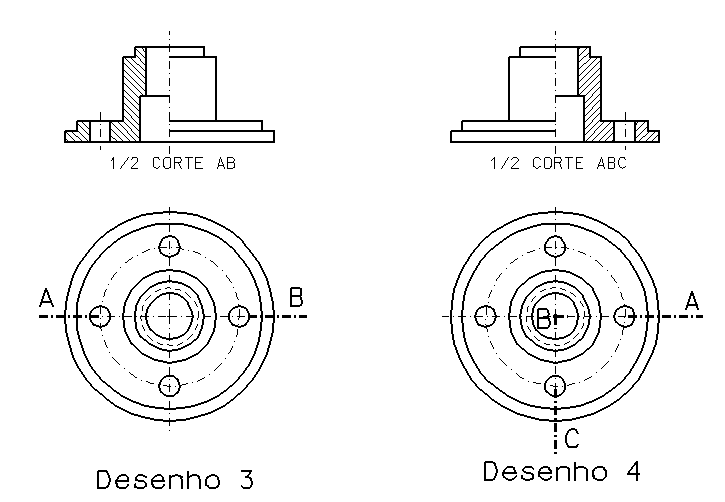 1/2 CORTE AB
1/2 CORTE ABC
A
B
B
A
C
Desenho 3
Desenho 4